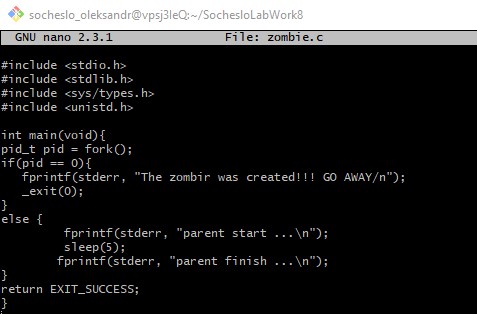 socheslo_oleksandr@vpsj3leQ:~/SochesloLabWork8
GNU nano 2.3.1 File: zombie.c
#include <stdio.h>
#include <stdlib.h>
#include <sys/types.h>
#include <unistd.h>
int main(void){
pid_t pid = fork();
if(pid == 0){
fprintf(stderr, "The zombir was created!!! GO AWAY/n");
_exit(0);
}
else {
fprintf(stderr, "parent start ...\n");
sleep(5);
fprintf(stderr, "parent finish ...\n");
}
return EXIT_SUCCESS;
}